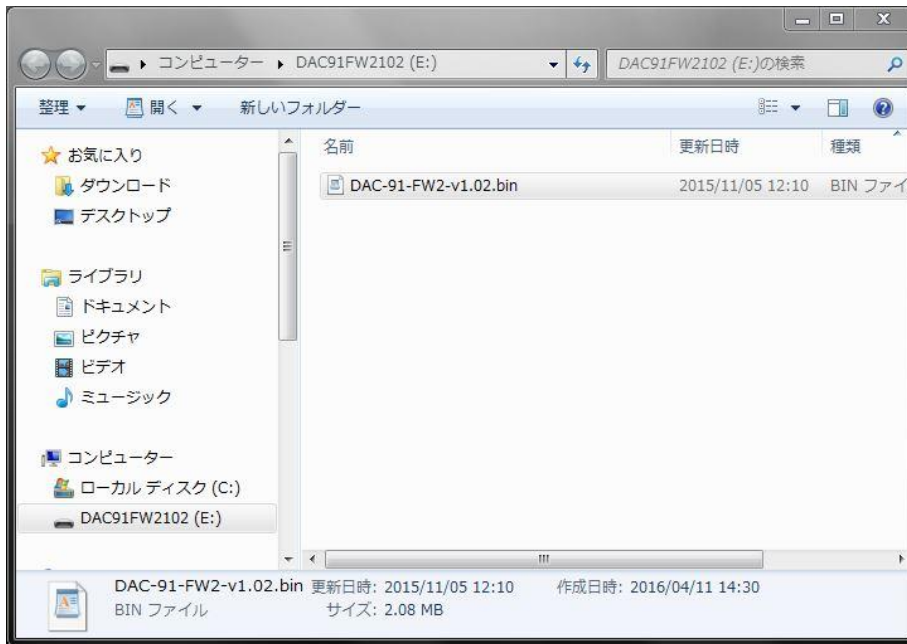 コンピューター ▸ DAC91FW2102 (E:)
DAC91FW2102 (E:)の検索
整理 開く 新しいフォルダー
名前 更新日時 種類
DAC-91-FW2-v1.02.bin 2015/11/05 12:10 BIN ファイ
お気に入り
ダウンロード
デスクトップ
ライブラリ
ドキュメント
ピクチャ
ビデオ
ミュージック
コンピューター
ローカル ディスク (C:)
DAC91FW2102 (E:)
DAC-91-FW2-v1.02.bin 更新日時: 2015/11/05 12:10 作成日時: 2016/04/11 14:30
BIN ファイル サイズ: 2.08 MB